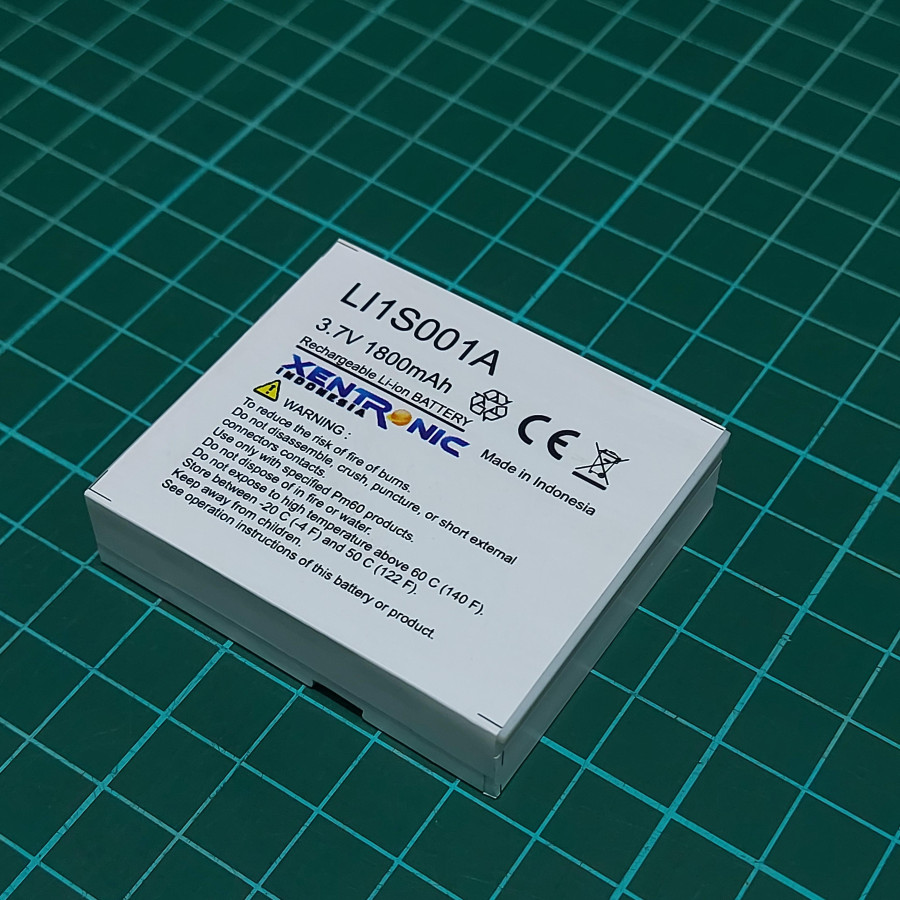 LI1S001A
3.7V 1800mAh
Rechargeable Li-ion BATTERY
XENTRONIC
INDONESIA
CE
Made in Indonesia
WARNING :
To reduce the risk of fire of burns.
Do not disassemble, crush, puncture, or short external
connectors contacts.
Use only with specified Pm60 products.
Do not dispose of in fire or water.
Do not expose to high temperature above 60 C (140 F).
Store between -20 C (-4 F) and 50 C (122 F).
Keep away from children.
See operation instructions of this battery or product.